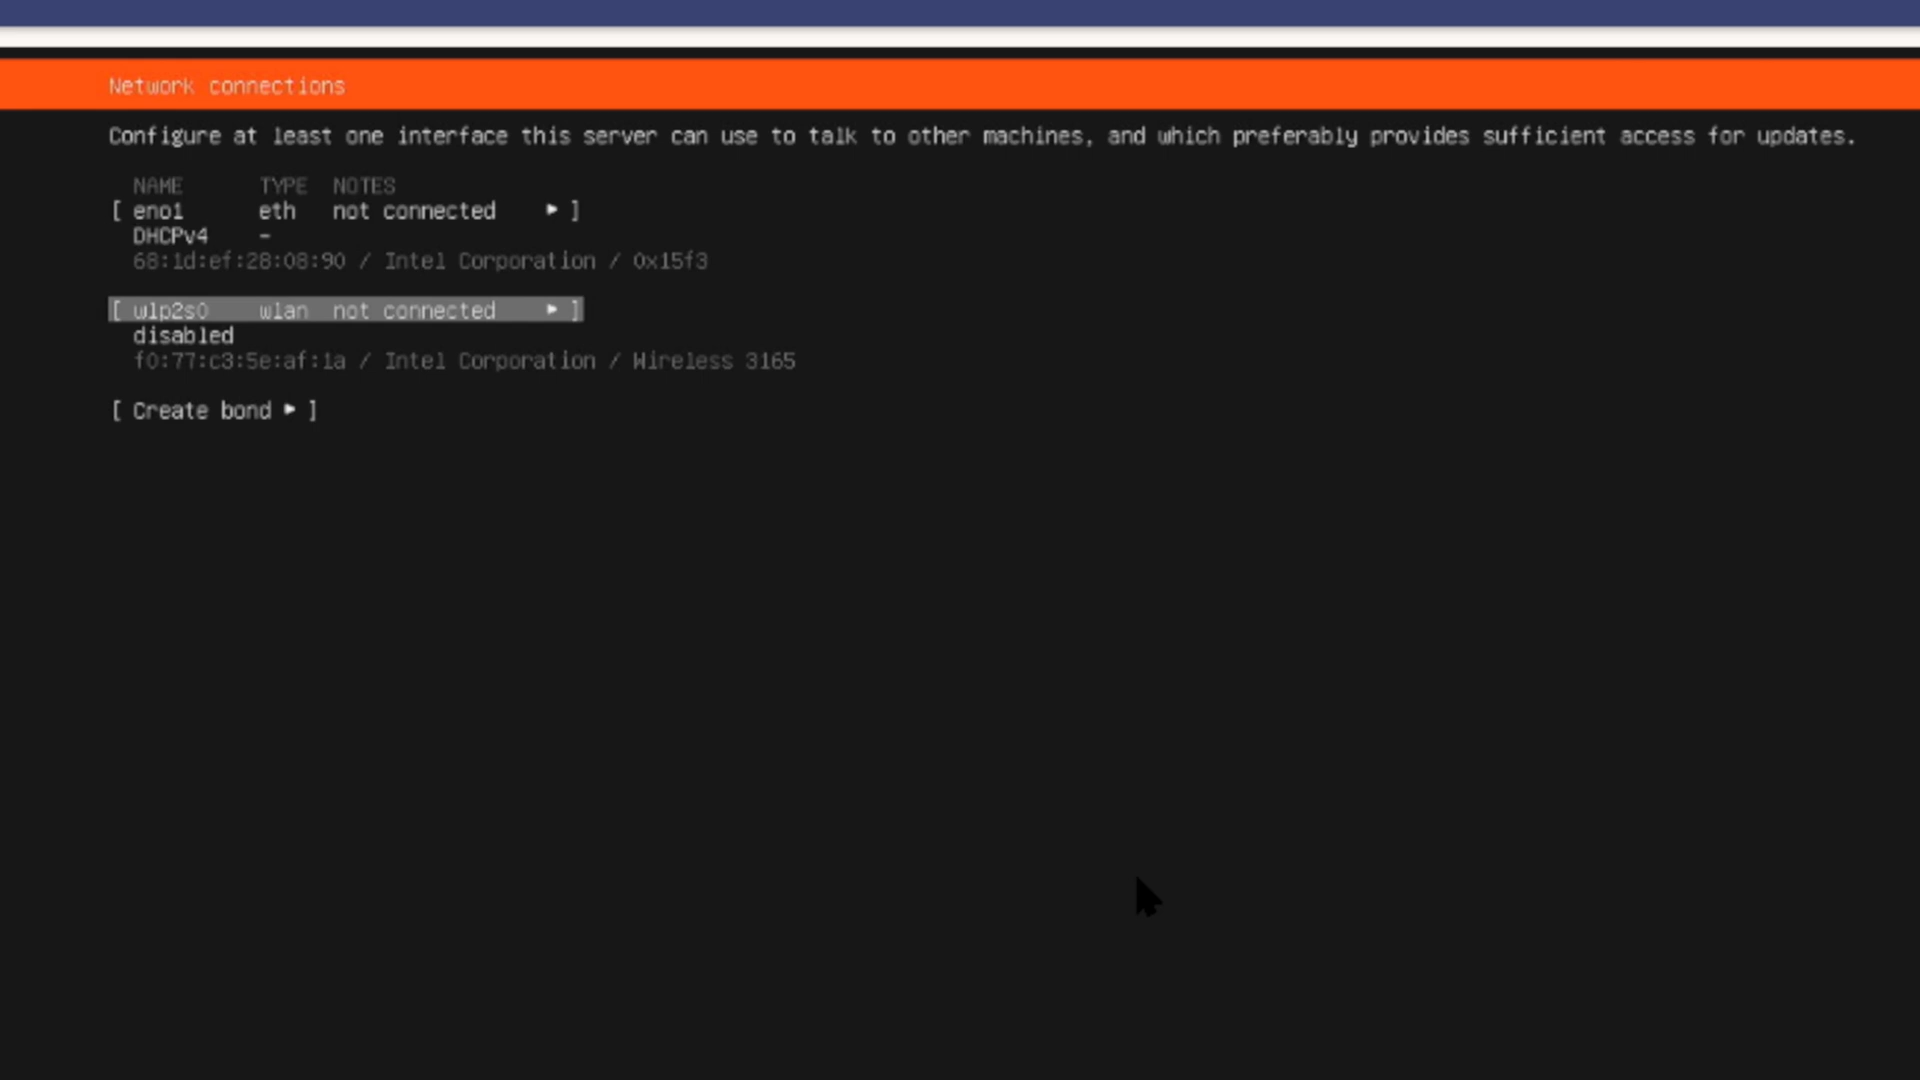 Network connections
Configure at least one interface this server can use to talk to other machines, and which preferably provides sufficient access for updates.
NAME TYPE NOTES
[ eno1 eth not connected ▸ ]
DHCPv4 -
68:1d:ef:28:08:90 / Intel Corporation / 0x15f3
[ wlp2s0 wlan not connected ▸ ]
disabled
f0:77:c3:5e:af:1a / Intel Corporation / Wireless 3165
[ Create bond ▸ ]